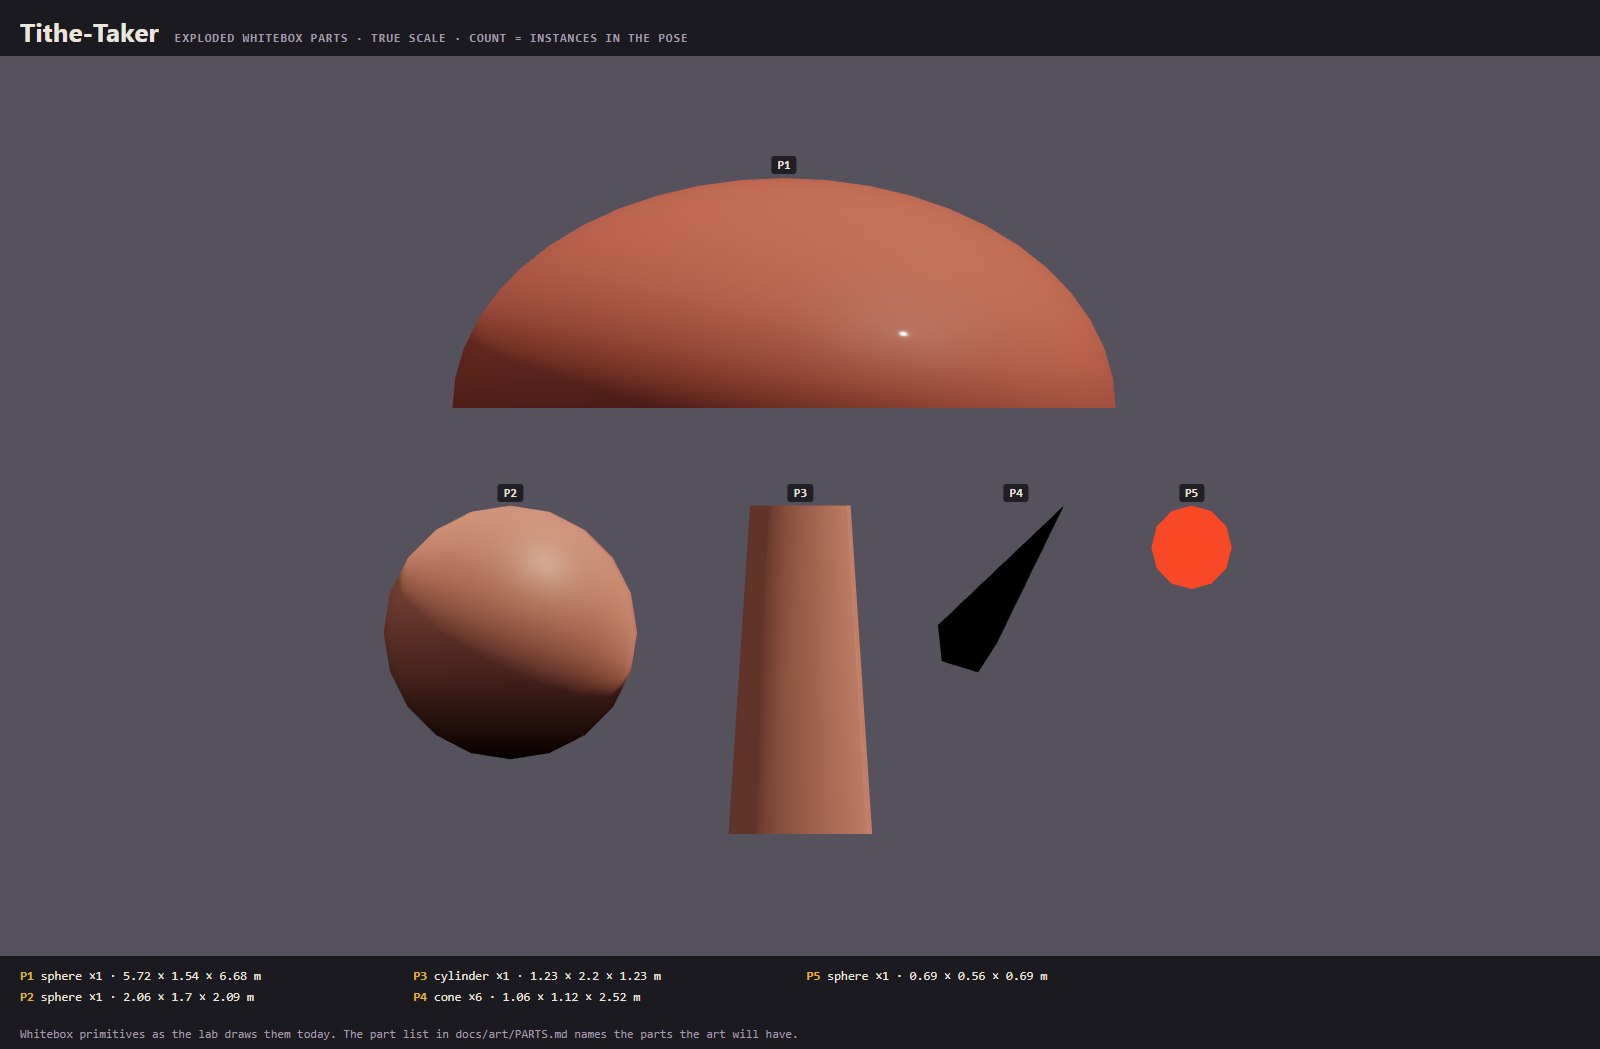 Tithe-Taker EXPLODED WHITEBOX PARTS · TRUE SCALE · COUNT = INSTANCES IN THE POSE
P1
P2 P3 P4 P5
P1 sphere ×1 · 5.72 × 1.54 × 6.68 m P3 cylinder ×1 · 1.23 × 2.2 × 1.23 m P5 sphere ×1 · 0.69 × 0.56 × 0.69 m
P2 sphere ×1 · 2.06 × 1.7 × 2.09 m P4 cone ×6 · 1.06 × 1.12 × 2.52 m
Whitebox primitives as the lab draws them today. The part list in docs/art/PARTS.md names the parts the art will have.